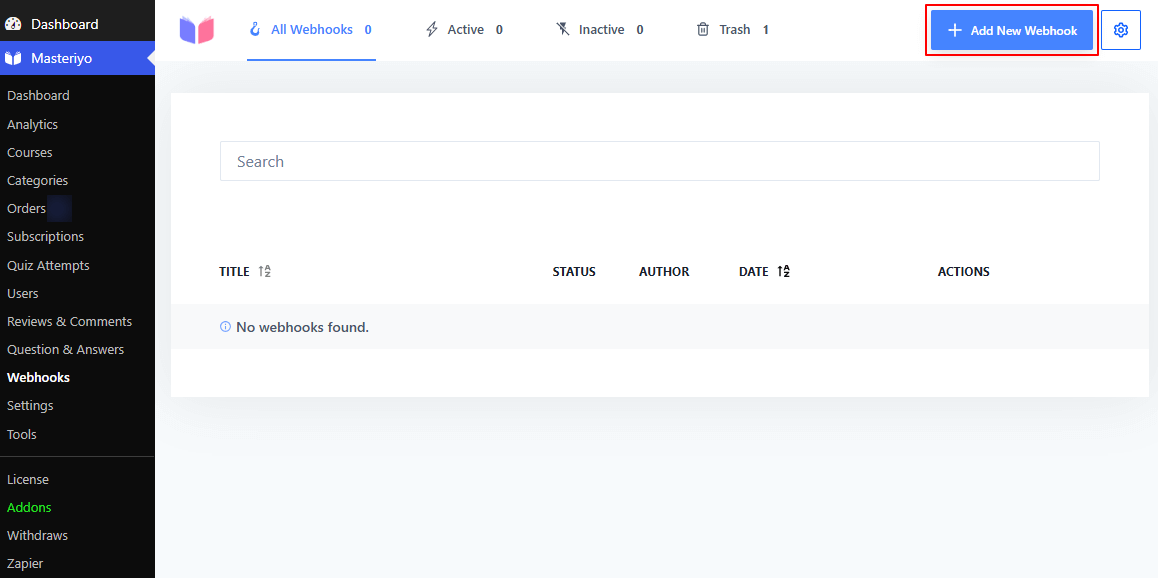 Dashboard
Masteriyo
Dashboard
Analytics
Courses
Categories
Orders
Subscriptions
Quiz Attempts
Users
Reviews & Comments
Question & Answers
Webhooks
Settings
Tools
License
Addons
Withdraws
Zapier
All Webhooks 0 Active 0 Inactive 0 Trash 1 Add New Webhook
Search
TITLE STATUS AUTHOR DATE ACTIONS
No webhooks found.